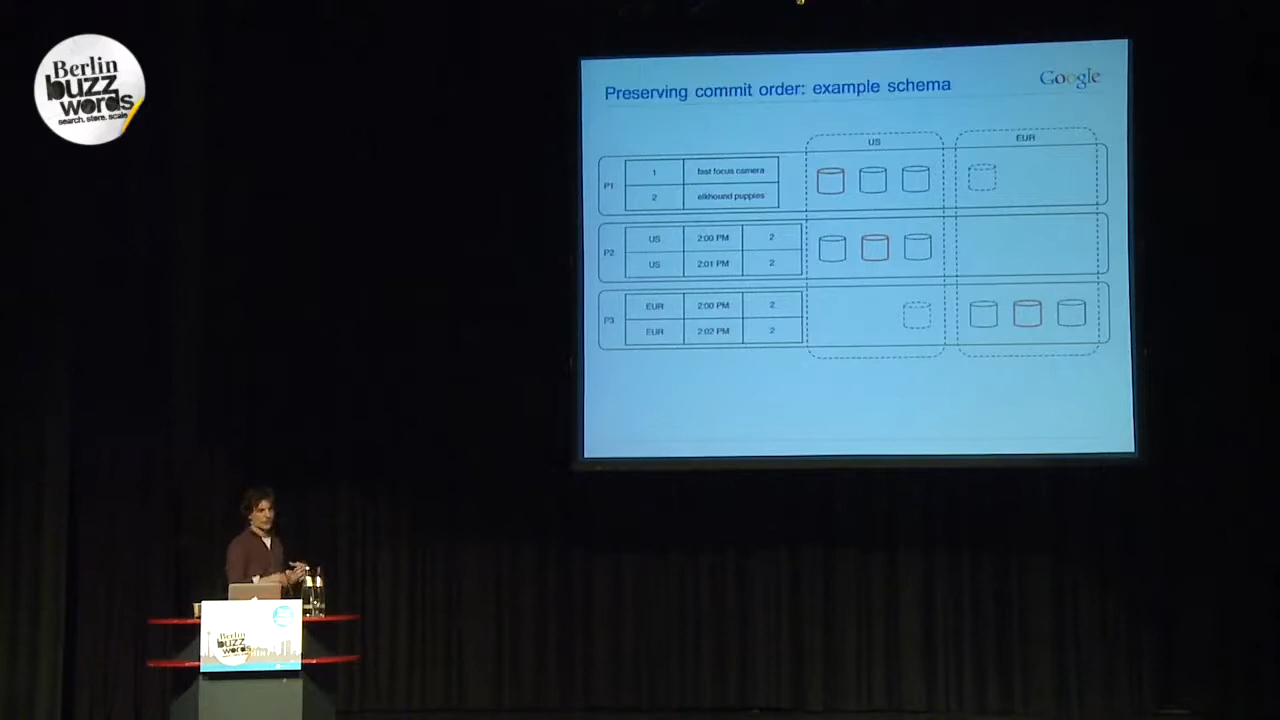 Berlin
buzz
words
search. store. scale
Preserving commit order: example schema
Google
US
EUR
P1
1
fast focus camera
2
elkhound puppies
P2
US
2:00 PM
2
US
2:01 PM
2
P3
EUR
2:00 PM
2
EUR
2:02 PM
2
Berlin
buzz
words